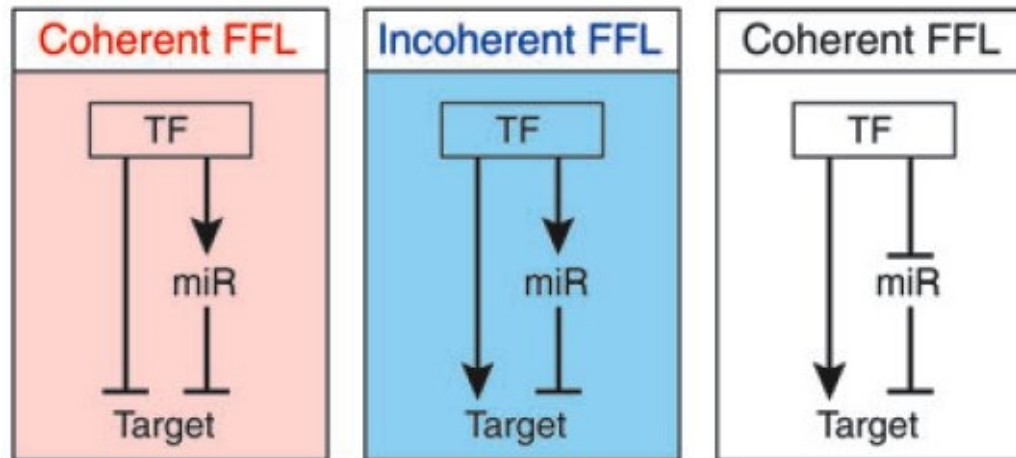 Coherent FFL
TF
miR
Target
Incoherent FFL
TF
miR
Target
Coherent FFL
TF
miR
Target